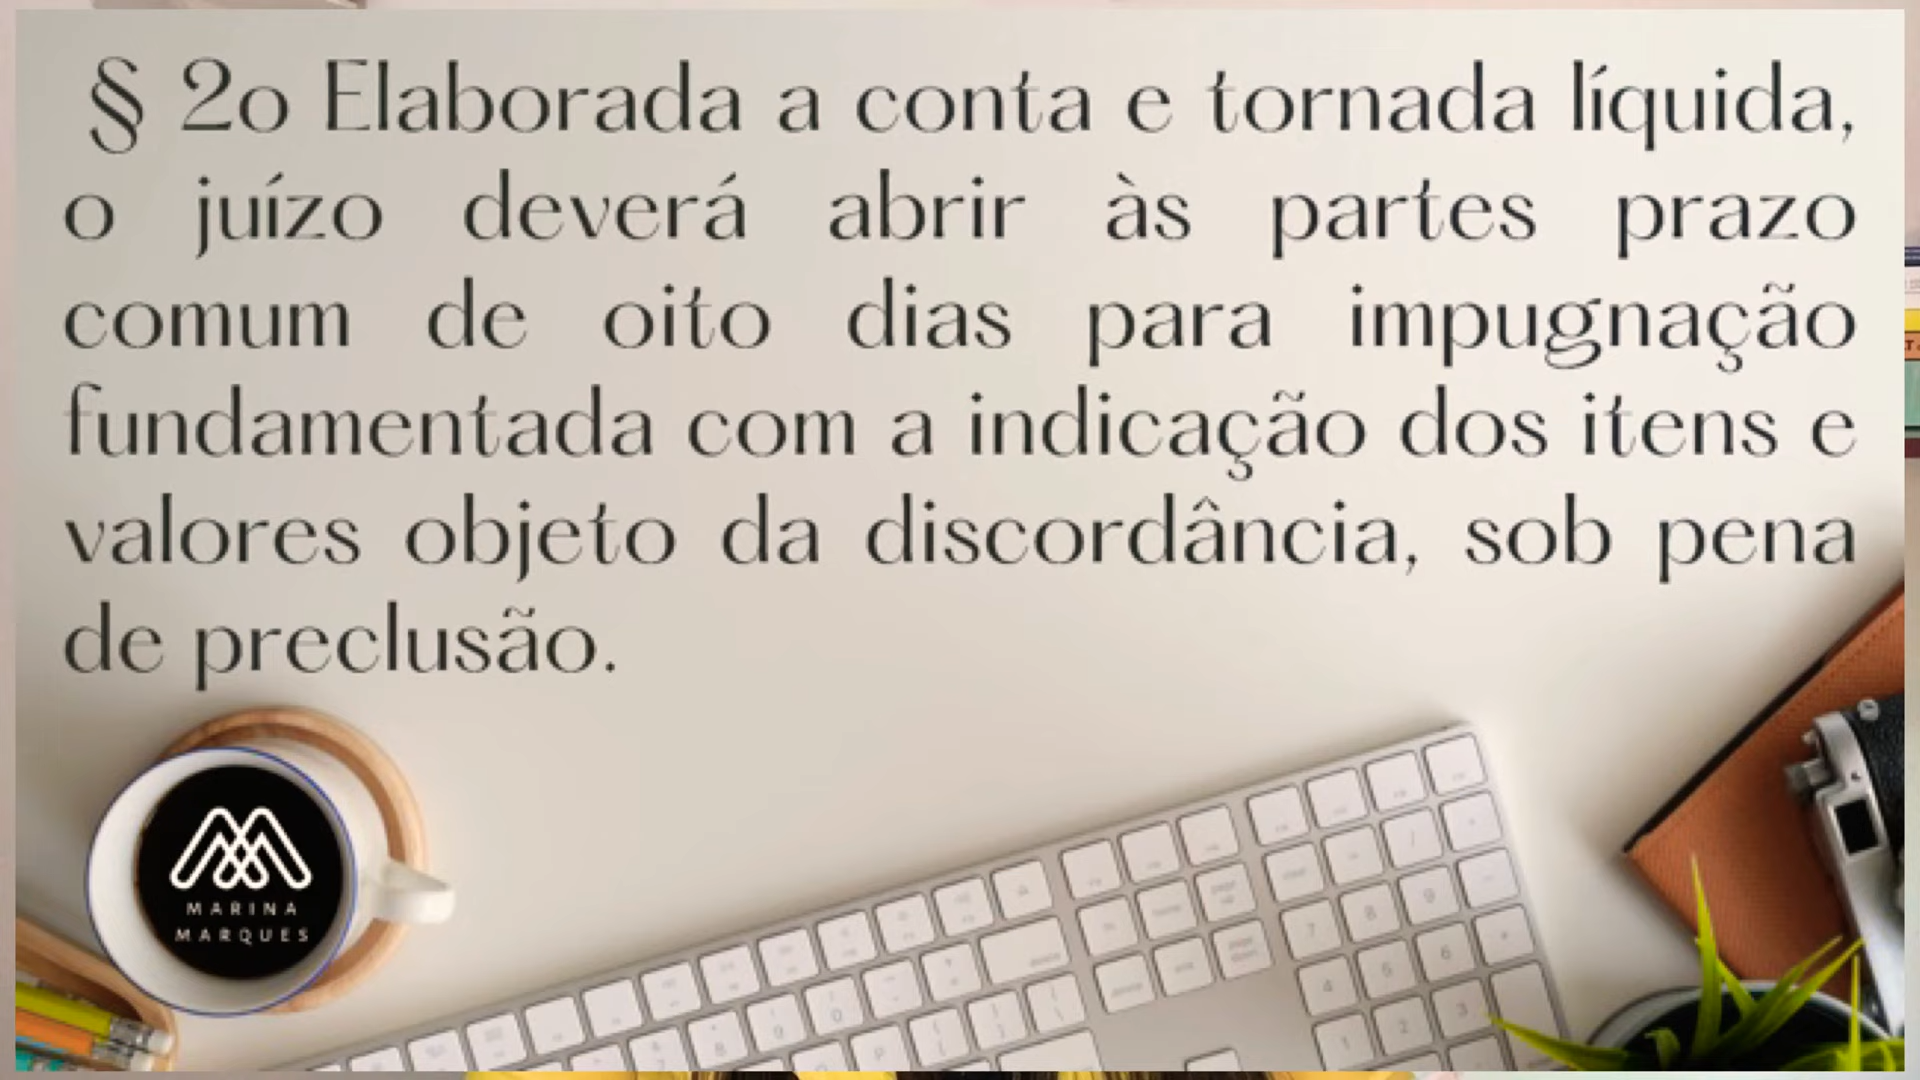 § 2o Elaborada a conta e tornada líquida,
o juízo deverá abrir às partes prazo
comum de oito dias para impugnação
fundamentada com a indicação dos itens e
valores objeto da discordância, sob pena
de preclusão.
MARINA
MARQUES